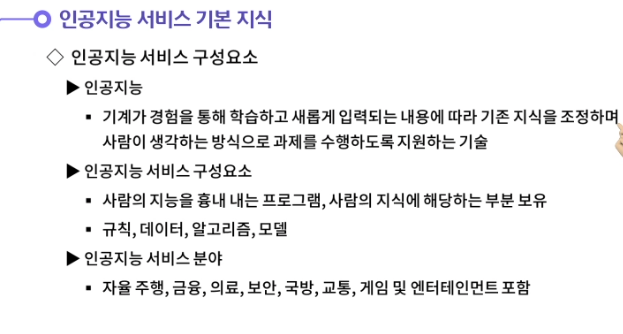 인공지능 서비스 기본 지식
◇ 인공지능 서비스 구성요소
▶ 인공지능
▪ 기계가 경험을 통해 학습하고 새롭게 입력되는 내용에 따라 기존 지식을 조정하며
사람이 생각하는 방식으로 과제를 수행하도록 지원하는 기술
▶ 인공지능 서비스 구성요소
▪ 사람의 지능을 흉내 내는 프로그램, 사람의 지식에 해당하는 부분 보유
▪ 규칙, 데이터, 알고리즘, 모델
▶ 인공지능 서비스 분야
▪ 자율 주행, 금융, 의료, 보안, 국방, 교통, 게임 및 엔터테인먼트 포함